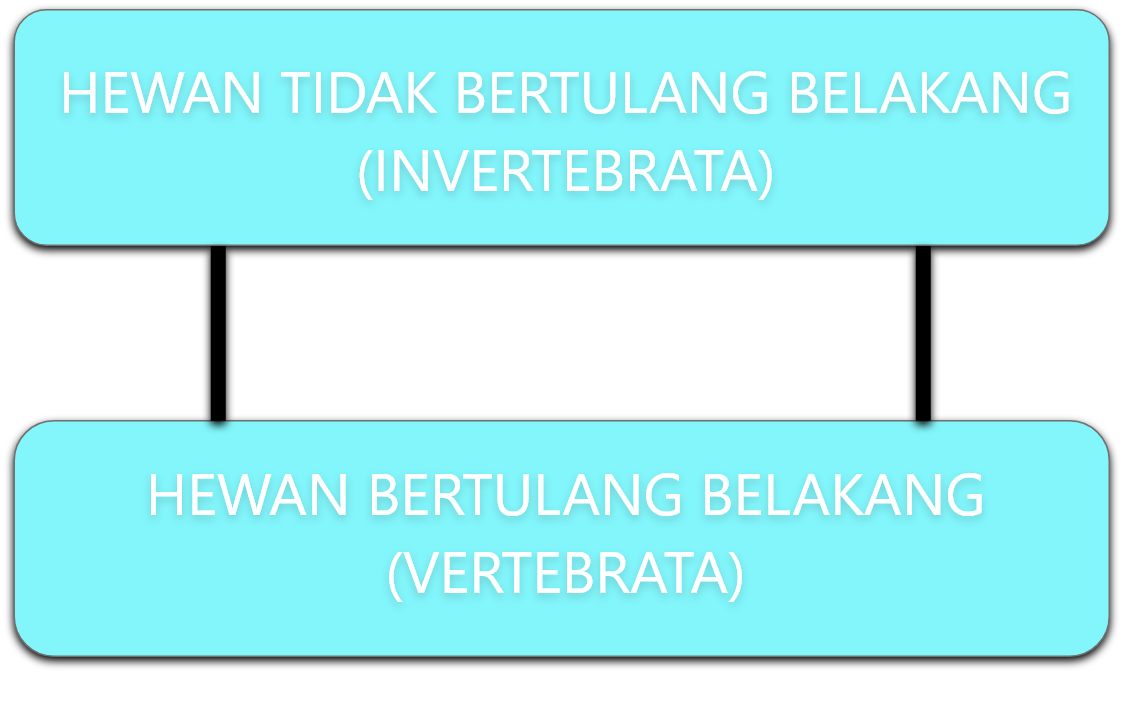 HEWAN TIDAK BERTULANG BELAKANG
(INVERTEBRATA)
HEWAN BERTULANG BELAKANG
(VERTEBRATA)